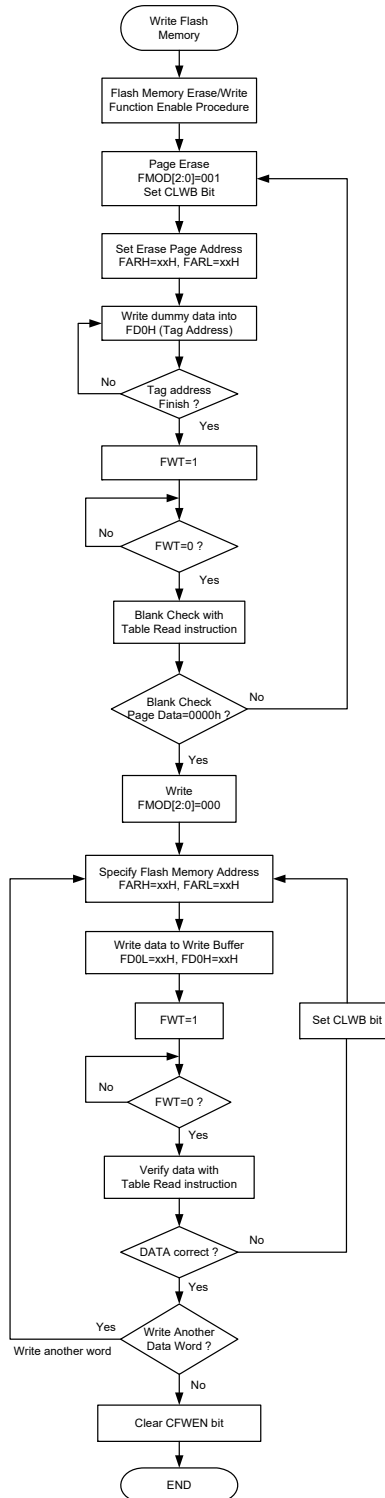 Write Flash
Memory
Flash Memory Erase/Write
Function Enable Procedure
Page Erase
FMOD[2:0]=001
Set CLWB Bit
Set Erase Page Address
FARH=xxH, FARL=xxH
Write dummy data into
FD0H (Tag Address)
No
Tag address
Finish ?
Yes
FWT=1
No
FWT=0 ?
Yes
Blank Check with
Table Read instruction
Blank Check
Page Data=0000h ?
No
Yes
Write
FMOD[2:0]=000
Specify Flash Memory Address
FARH=xxH, FARL=xxH
Write data to Write Buffer
FD0L=xxH, FD0H=xxH
FWT=1
Set CLWB bit
No
FWT=0 ?
Yes
Verify data with
Table Read instruction
DATA correct ?
No
Yes
Yes
Write another word
Write Another
Data Word ?
No
Clear CFWEN bit
END